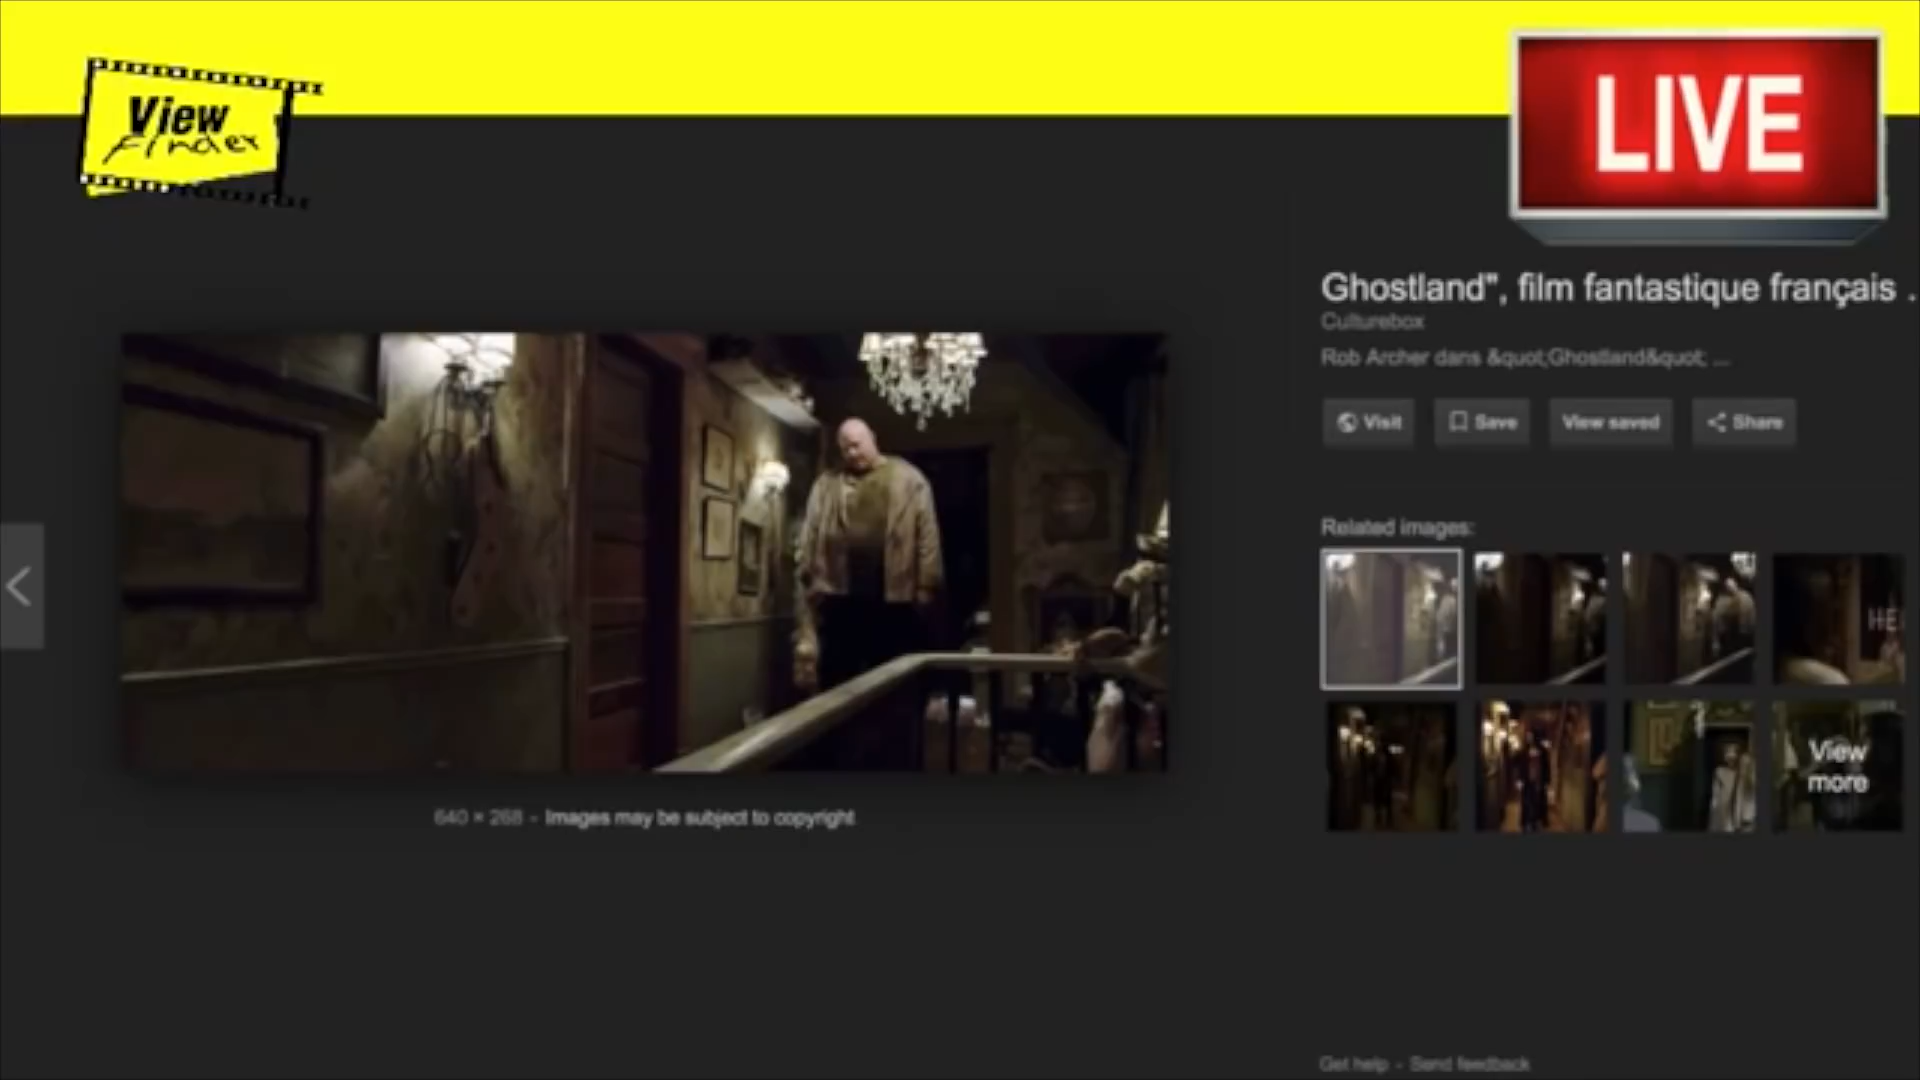 View
Finder
LIVE
Ghostland", film fantastique français .
Culturebox
Rob Archer dans &quot;Ghostland&quot; ...
Visit
Save
View saved
Share
Related images:
HE
View
more
640 × 268 - Images may be subject to copyright
Get help - Send feedback